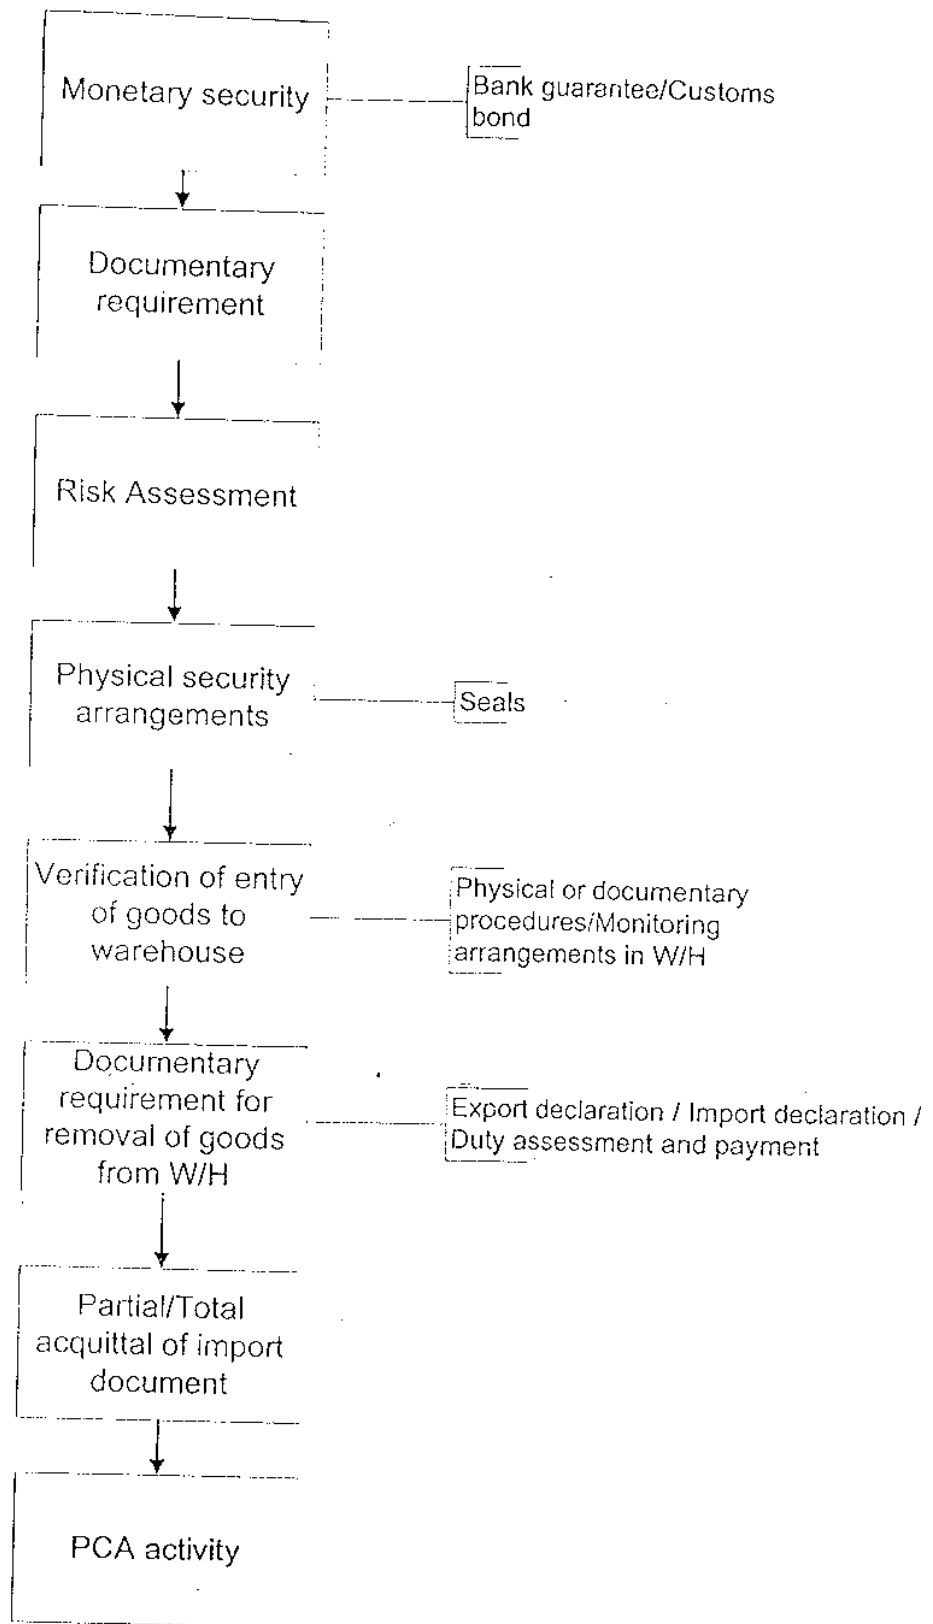 Monetary security
Bank guarantee/Customs
bond
Documentary
requirement
Risk Assessment
Physical security
arrangements
Seals
Verification of entry
of goods to
warehouse
Physical or documentary
procedures/Monitoring
arrangements in W/H
Documentary
requirement for
removal of goods
from W/H
Export declaration / Import declaration /
Duty assessment and payment
Partial/Total
acquittal of import
document
PCA activity